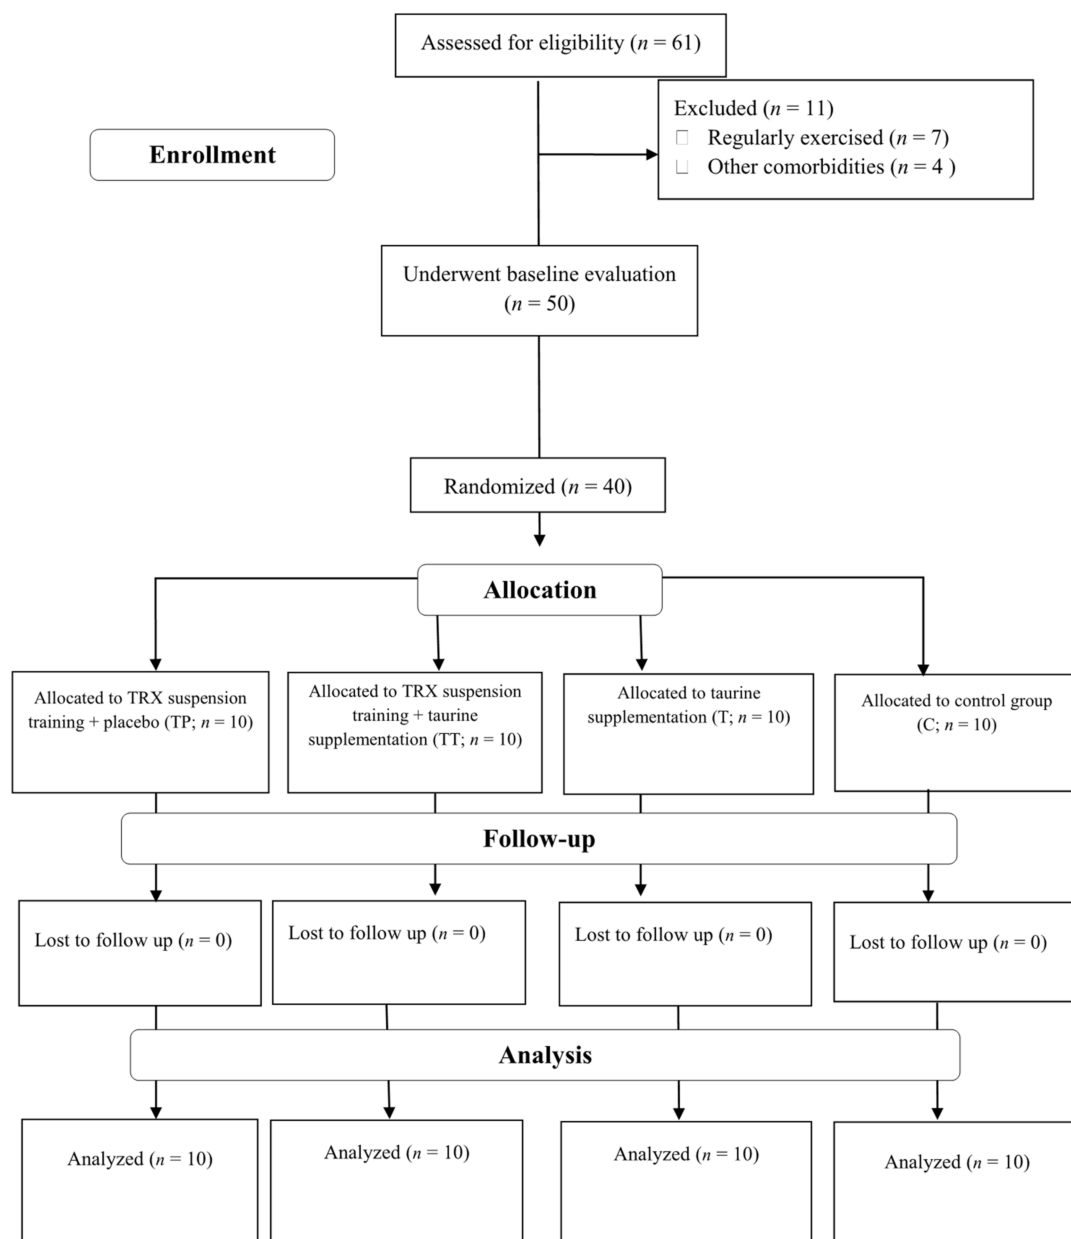 Assessed for eligibility (n = 61)
Excluded (n = 11)
Regularly exercised (n = 7)
Other comorbidities (n = 4 )
Enrollment
Underwent baseline evaluation
(n = 50)
Randomized (n = 40)
Allocation
Allocated to TRX suspension
training + placebo (TP; n = 10)
Allocated to TRX suspension
training + taurine
supplementation (TT; n = 10)
Allocated to taurine
supplementation (T; n = 10)
Allocated to control group
(C; n = 10)
Follow-up
Lost to follow up (n = 0)
Lost to follow up (n = 0)
Lost to follow up (n = 0)
Lost to follow up (n = 0)
Analysis
Analyzed (n = 10)
Analyzed (n = 10)
Analyzed (n = 10)
Analyzed (n = 10)